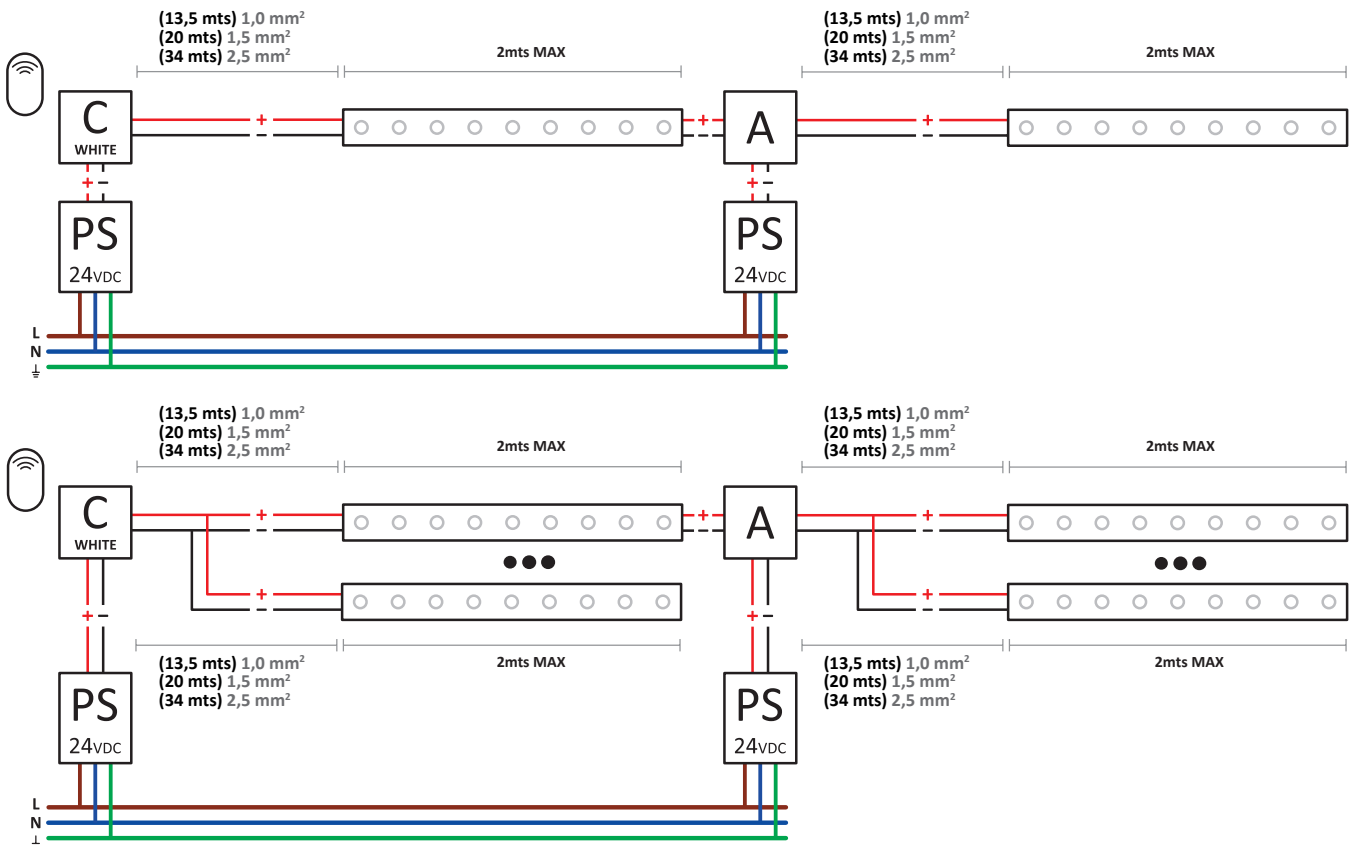 (13,5 mts) 1,0 mm²
(20 mts) 1,5 mm²
(34 mts) 2,5 mm²
2mts MAX
(13,5 mts) 1,0 mm²
(20 mts) 1,5 mm²
(34 mts) 2,5 mm²
2mts MAX
C
WHITE
+
−
+
−
A
+
−
+ −
+ −
PS
24VDC
PS
24VDC
L
N
(13,5 mts) 1,0 mm²
(20 mts) 1,5 mm²
(34 mts) 2,5 mm²
2mts MAX
(13,5 mts) 1,0 mm²
(20 mts) 1,5 mm²
(34 mts) 2,5 mm²
2mts MAX
C
WHITE
+
−
+
−
A
+
−
+
−
+
−
+ −
+ −
(13,5 mts) 1,0 mm²
(20 mts) 1,5 mm²
(34 mts) 2,5 mm²
2mts MAX
(13,5 mts) 1,0 mm²
(20 mts) 1,5 mm²
(34 mts) 2,5 mm²
2mts MAX
PS
24VDC
PS
24VDC
L
N